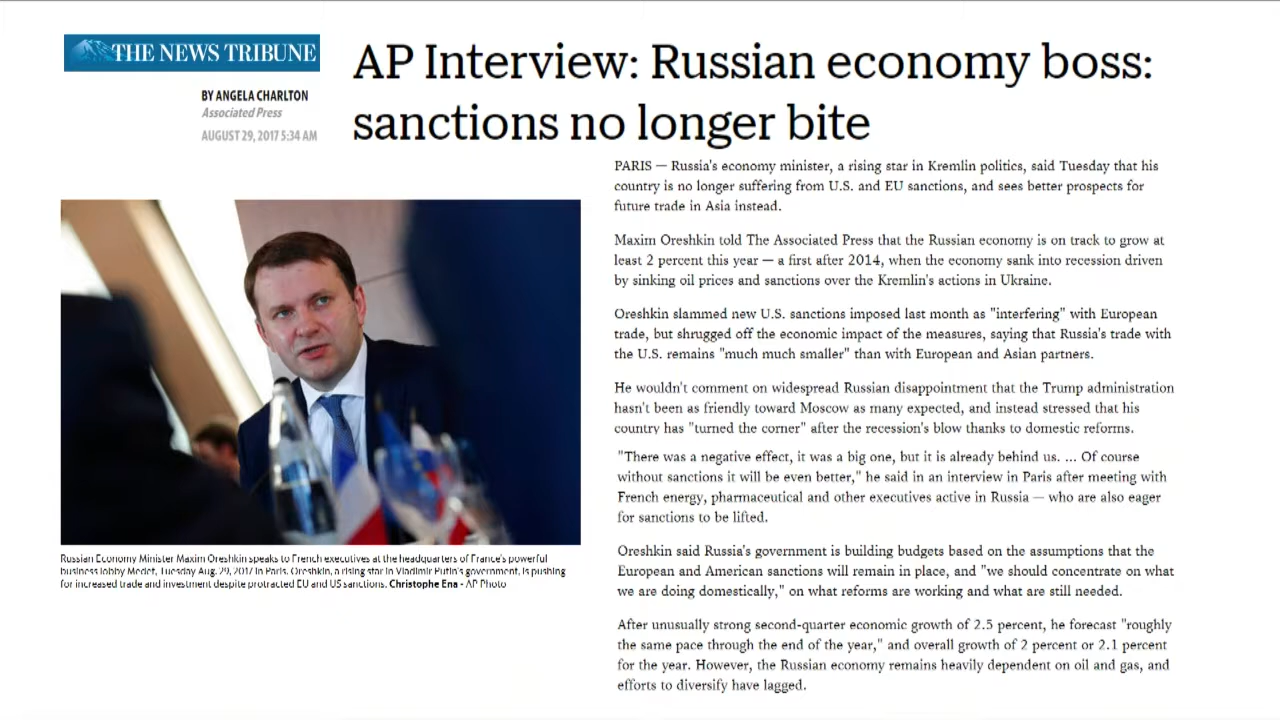 THE NEWS TRIBUNE
BY ANGELA CHARLTON
Associated Press
AUGUST 29, 2017 5:34 AM
AP Interview: Russian economy boss:
sanctions no longer bite
PARIS — Russia's economy minister, a rising star in Kremlin politics, said Tuesday that his
country is no longer suffering from U.S. and EU sanctions, and sees better prospects for
future trade in Asia instead.
Maxim Oreshkin told The Associated Press that the Russian economy is on track to grow at
least 2 percent this year — a first after 2014, when the economy sank into recession driven
by sinking oil prices and sanctions over the Kremlin's actions in Ukraine.
Oreshkin slammed new U.S. sanctions imposed last month as "interfering" with European
trade, but shrugged off the economic impact of the measures, saying that Russia's trade with
the U.S. remains "much much smaller" than with European and Asian partners.
He wouldn't comment on widespread Russian disappointment that the Trump administration
hasn't been as friendly toward Moscow as many expected, and instead stressed that his
country has "turned the corner" after the recession's blow thanks to domestic reforms.
"There was a negative effect, it was a big one, but it is already behind us. ... Of course
without sanctions it will be even better," he said in an interview in Paris after meeting with
French energy, pharmaceutical and other executives active in Russia — who are also eager
for sanctions to be lifted.
Oreshkin said Russia's government is building budgets based on the assumptions that the
European and American sanctions will remain in place, and "we should concentrate on what
we are doing domestically," on what reforms are working and what are still needed.
After unusually strong second-quarter economic growth of 2.5 percent, he forecast "roughly
the same pace through the end of the year," and overall growth of 2 percent or 2.1 percent
for the year. However, the Russian economy remains heavily dependent on oil and gas, and
efforts to diversify have lagged.
Russian Economy Minister Maxim Oreshkin speaks to French executives at the headquarters of France's powerful
business lobby Medef, Tuesday Aug. 29, 2017 in Paris. Oreshkin, a rising star in Vladimir Putin's government, is pushing
for increased trade and investment despite protracted EU and US sanctions. Christophe Ena - AP Photo